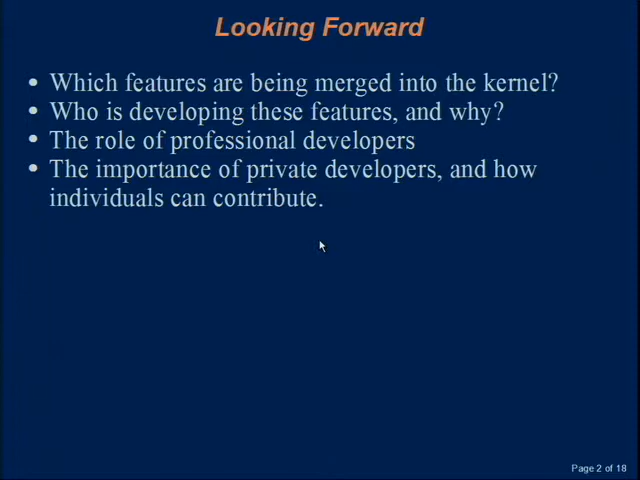 Looking Forward
• Which features are being merged into the kernel?
• Who is developing these features, and why?
• The role of professional developers
• The importance of private developers, and how
individuals can contribute.
Page 2 of 18